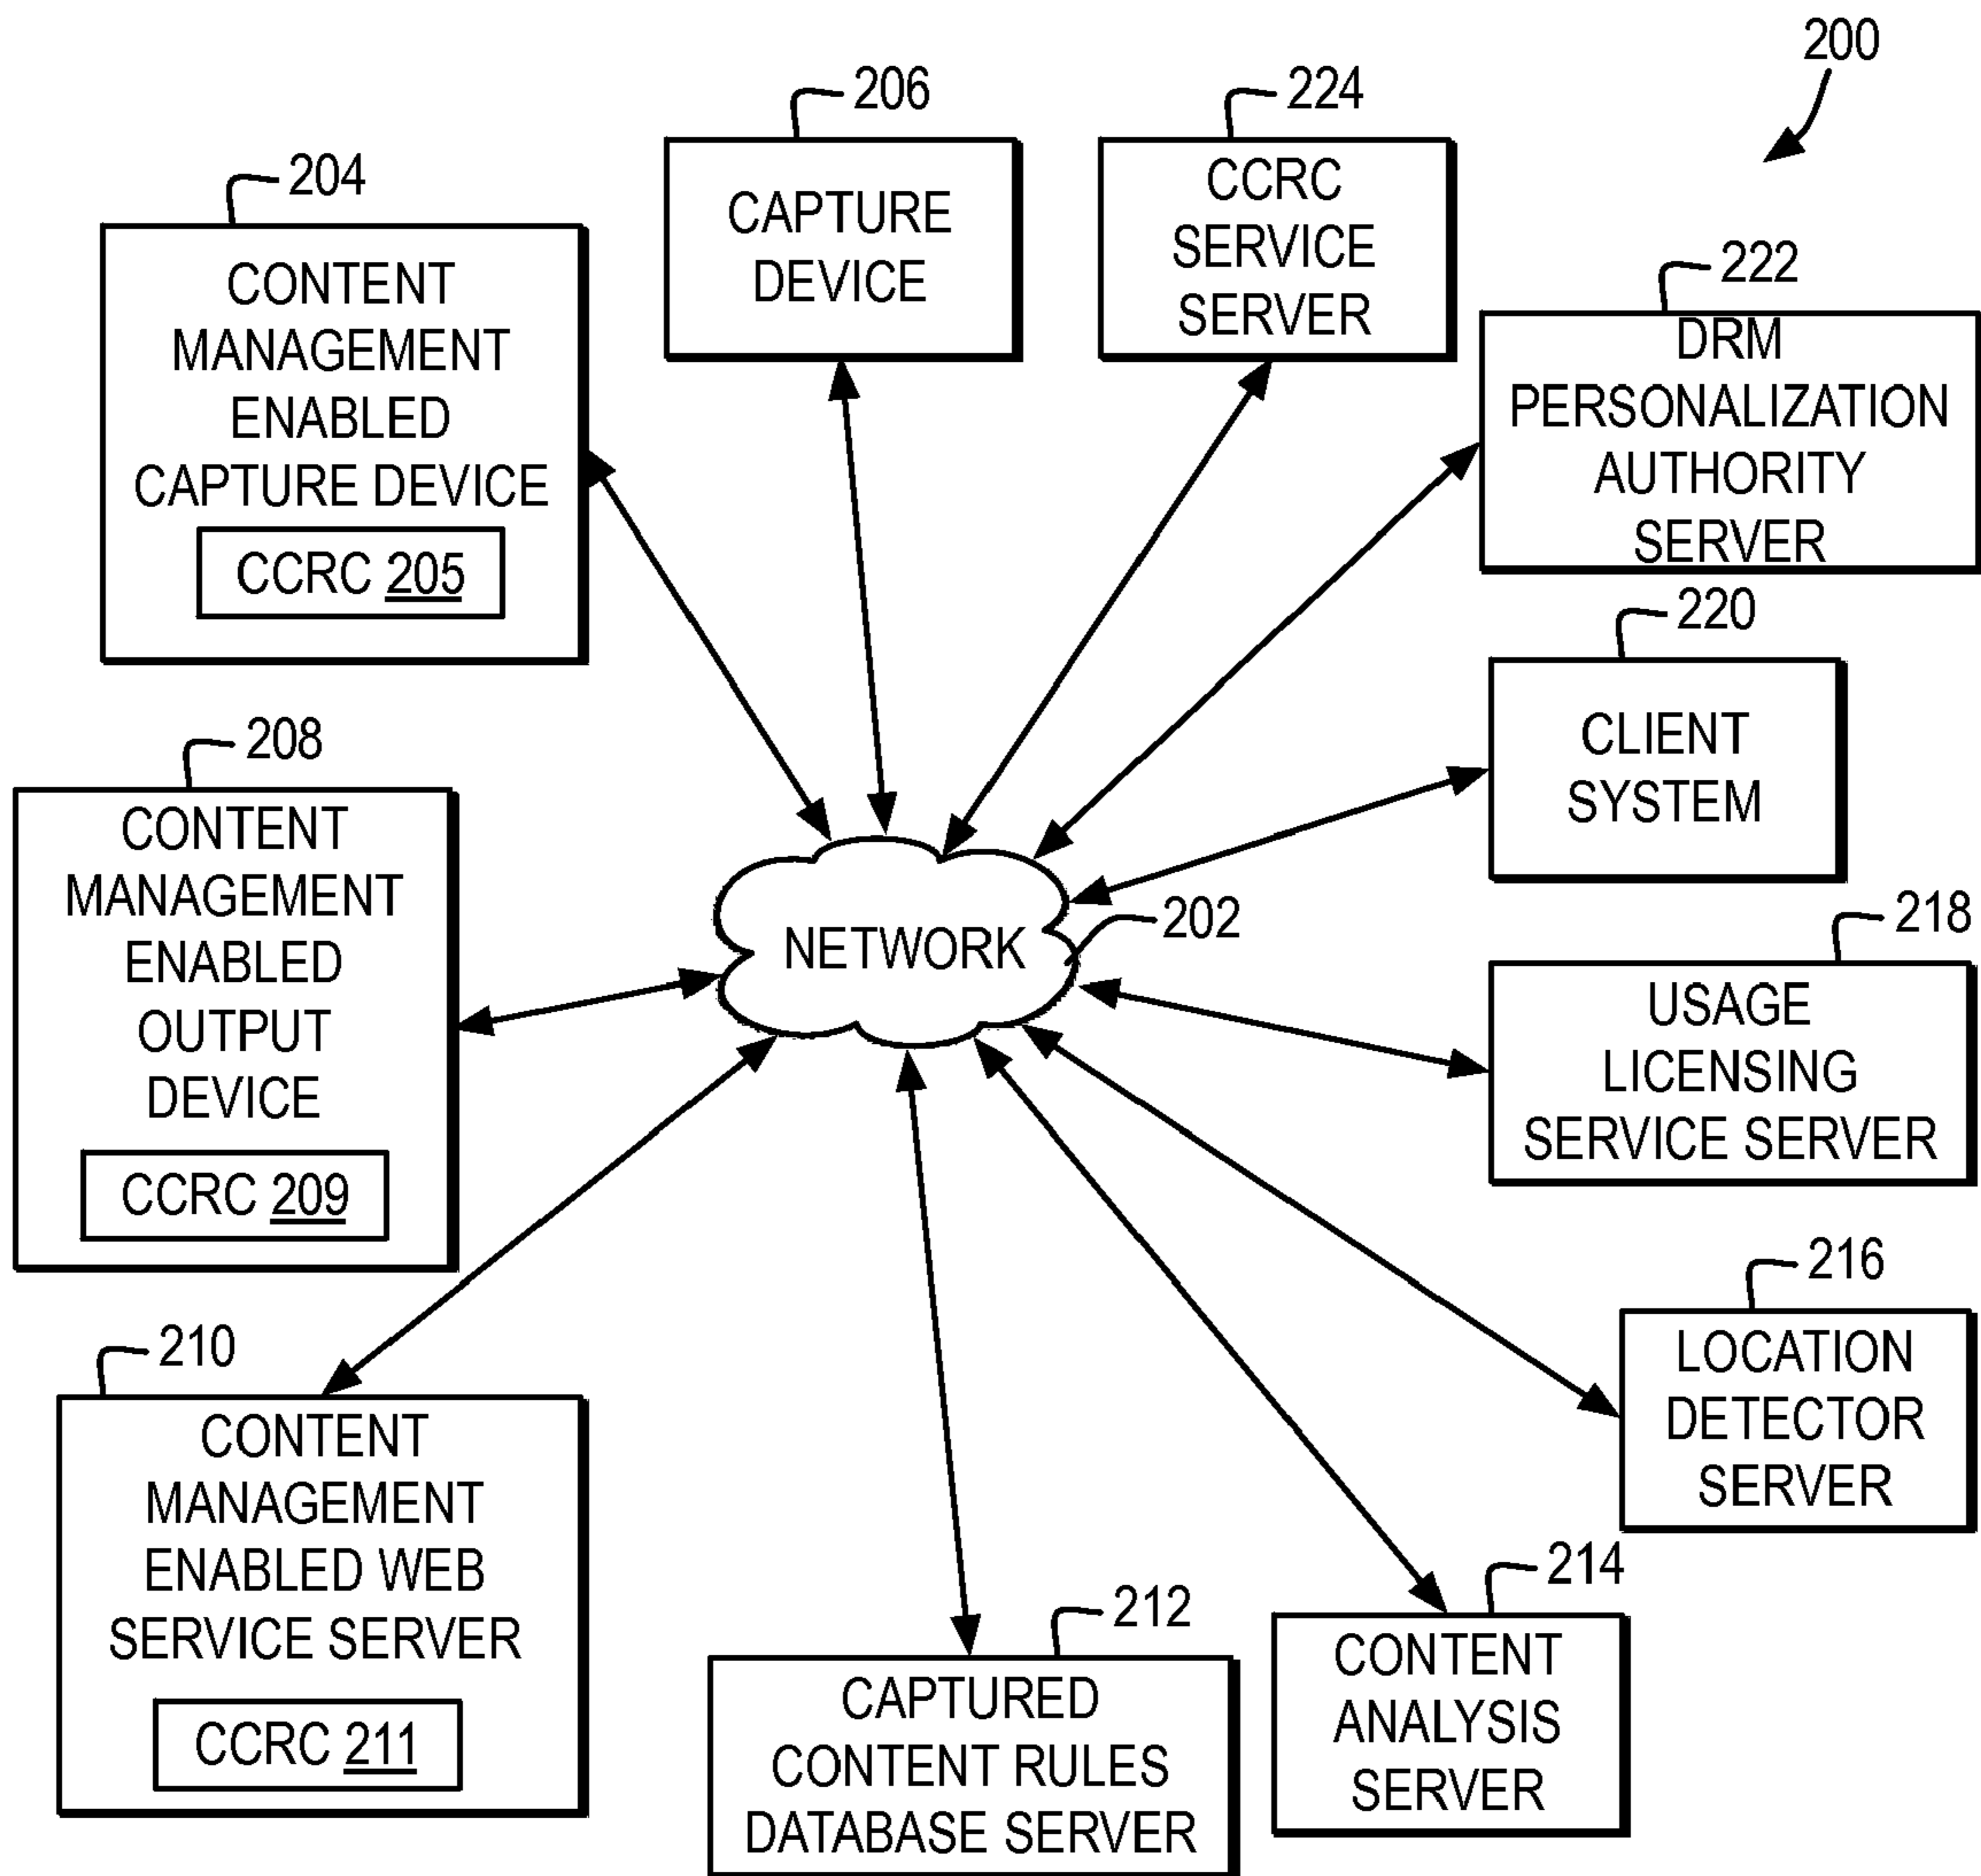 200
206
CAPTURE
DEVICE
224
CCRC
SERVICE
SERVER
204
CONTENT
MANAGEMENT
ENABLED
CAPTURE DEVICE
CCRC 205
222
DRM
PERSONALIZATION
AUTHORITY
SERVER
220
CLIENT
SYSTEM
208
CONTENT
MANAGEMENT
ENABLED
OUTPUT
DEVICE
CCRC 209
NETWORK
202
218
USAGE
LICENSING
SERVICE SERVER
216
LOCATION
DETECTOR
SERVER
210
CONTENT
MANAGEMENT
ENABLED WEB
SERVICE SERVER
CCRC 211
212
CAPTURED
CONTENT RULES
DATABASE SERVER
214
CONTENT
ANALYSIS
SERVER